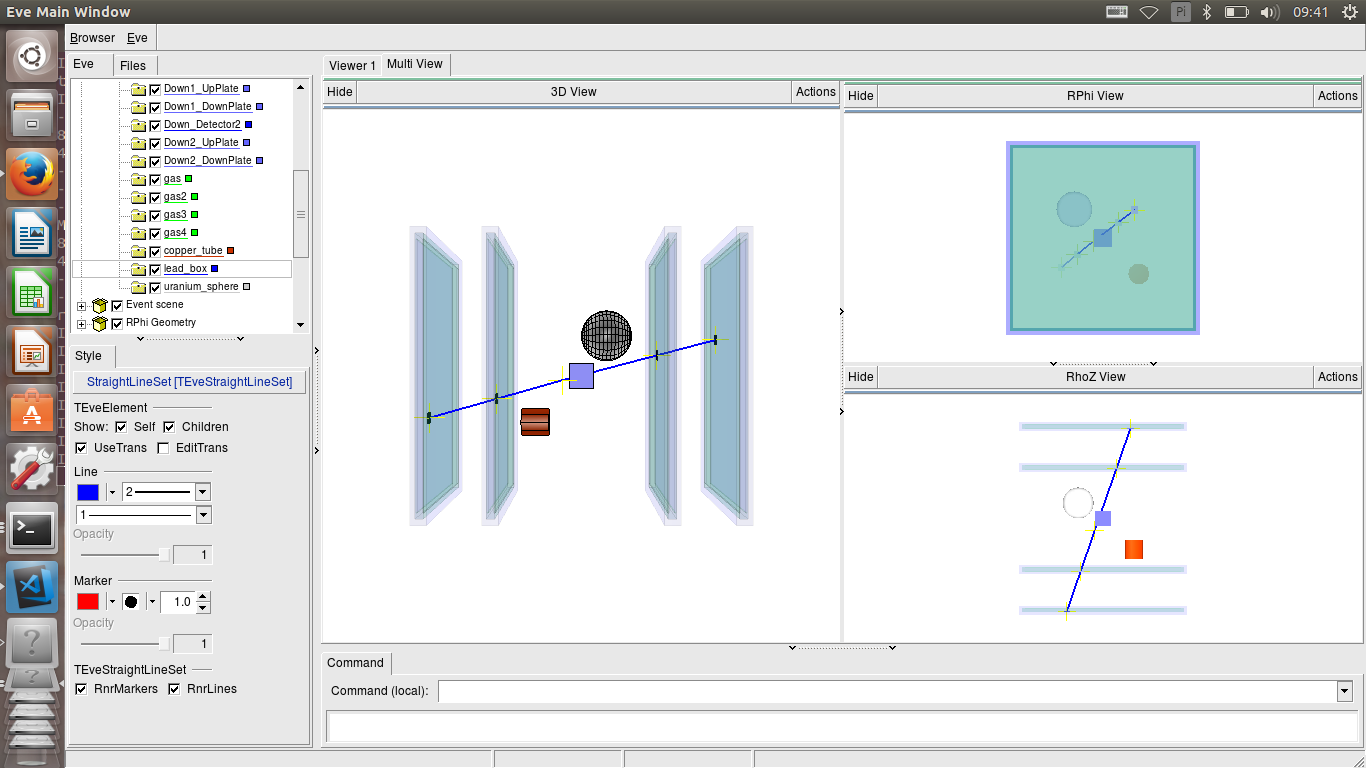 Eve Main Window
Pi
09:41
Browser Eve
Eve Files
Down1_UpPlate
Down1_DownPlate
Down_Detector2
Down2_UpPlate
Down2_DownPlate
gas
gas2
gas3
gas4
copper_tube
lead_box
uranium_sphere
Event scene
RPhi Geometry
Style
StraightLineSet [TEveStraightLineSet]
TEveElement
Show: Self Children
UseTrans EditTrans
Line
2
1
Opacity
1
Marker
1.0
Opacity
1
TEveStraightLineSet
RnrMarkers RnrLines
Viewer 1 Multi View
Hide 3D View Actions
Hide RPhi View Actions
Hide RhoZ View Actions
Command
Command (local):